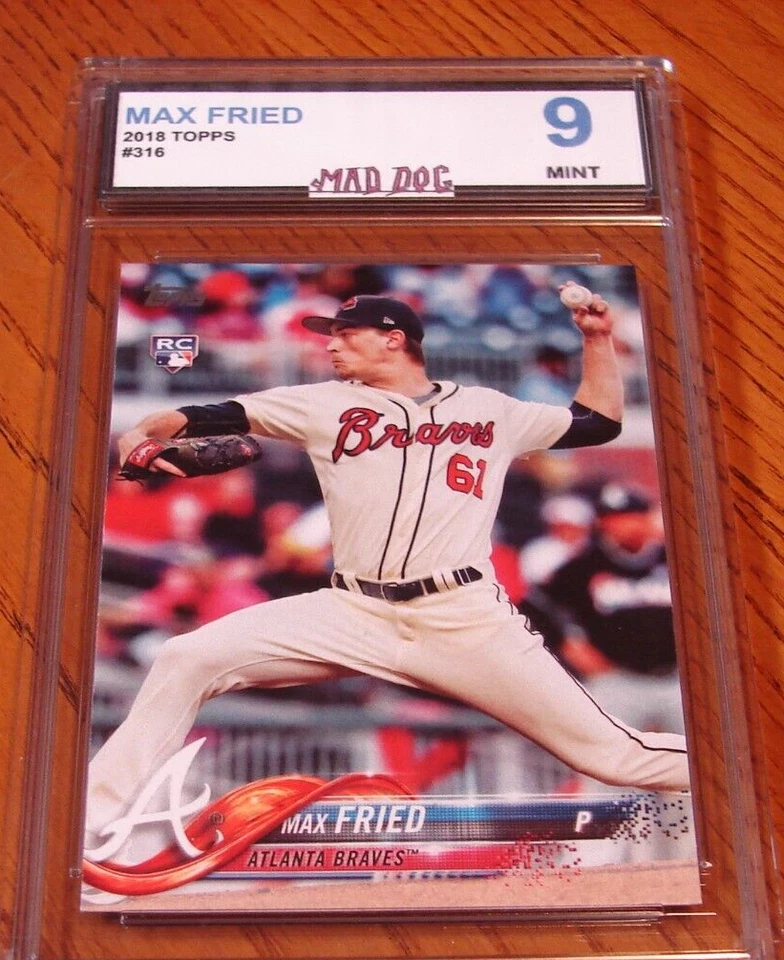 MAX FRIED
2018 TOPPS
#316
9
MINT
MAD DOG
Topps
RC
Braves
61
A
®
MAX FRIED
P
ATLANTA BRAVES™